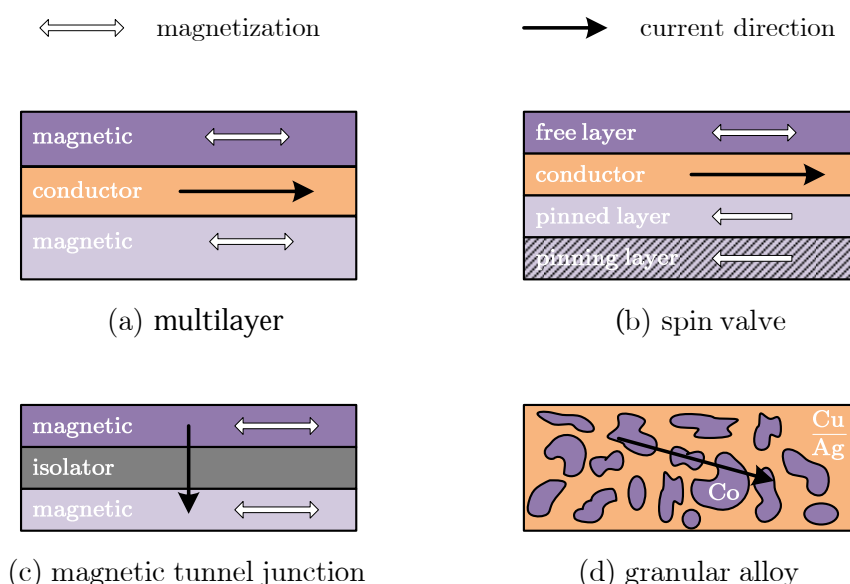 magnetization
current direction
magnetic
conductor
magnetic
(a) multilayer
free layer
conductor
pinned layer
pinning layer
(b) spin valve
magnetic
isolator
magnetic
(c) magnetic tunnel junction
Cu
Ag
Co
(d) granular alloy